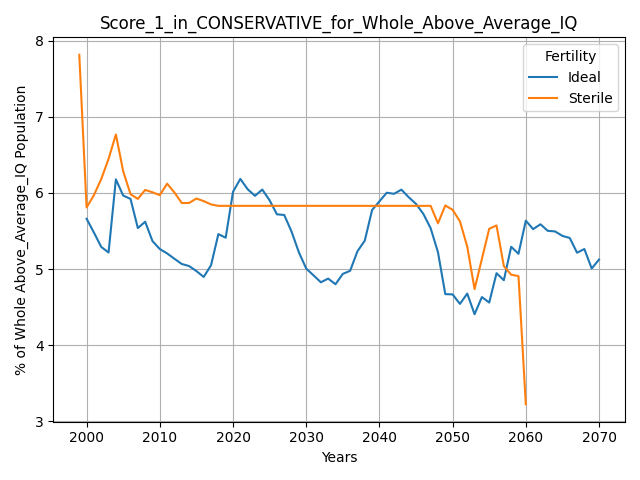 Score_1_in_CONSERVATIVE_for_Whole_Above_Average_IQ
% of Whole Above_Average_IQ Population
8
7
6
5
4
3
Fertility
Ideal
Sterile
2000 2010 2020 2030 2040 2050 2060 2070
Years